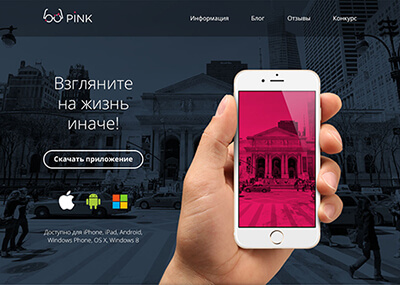 PINK
Информация Блог Отзывы Конкурс
Взгляните
на жизнь
иначе!
Скачать приложение
Доступно для iPhone, iPad, Android,
Windows Phone, OS X, Windows 8